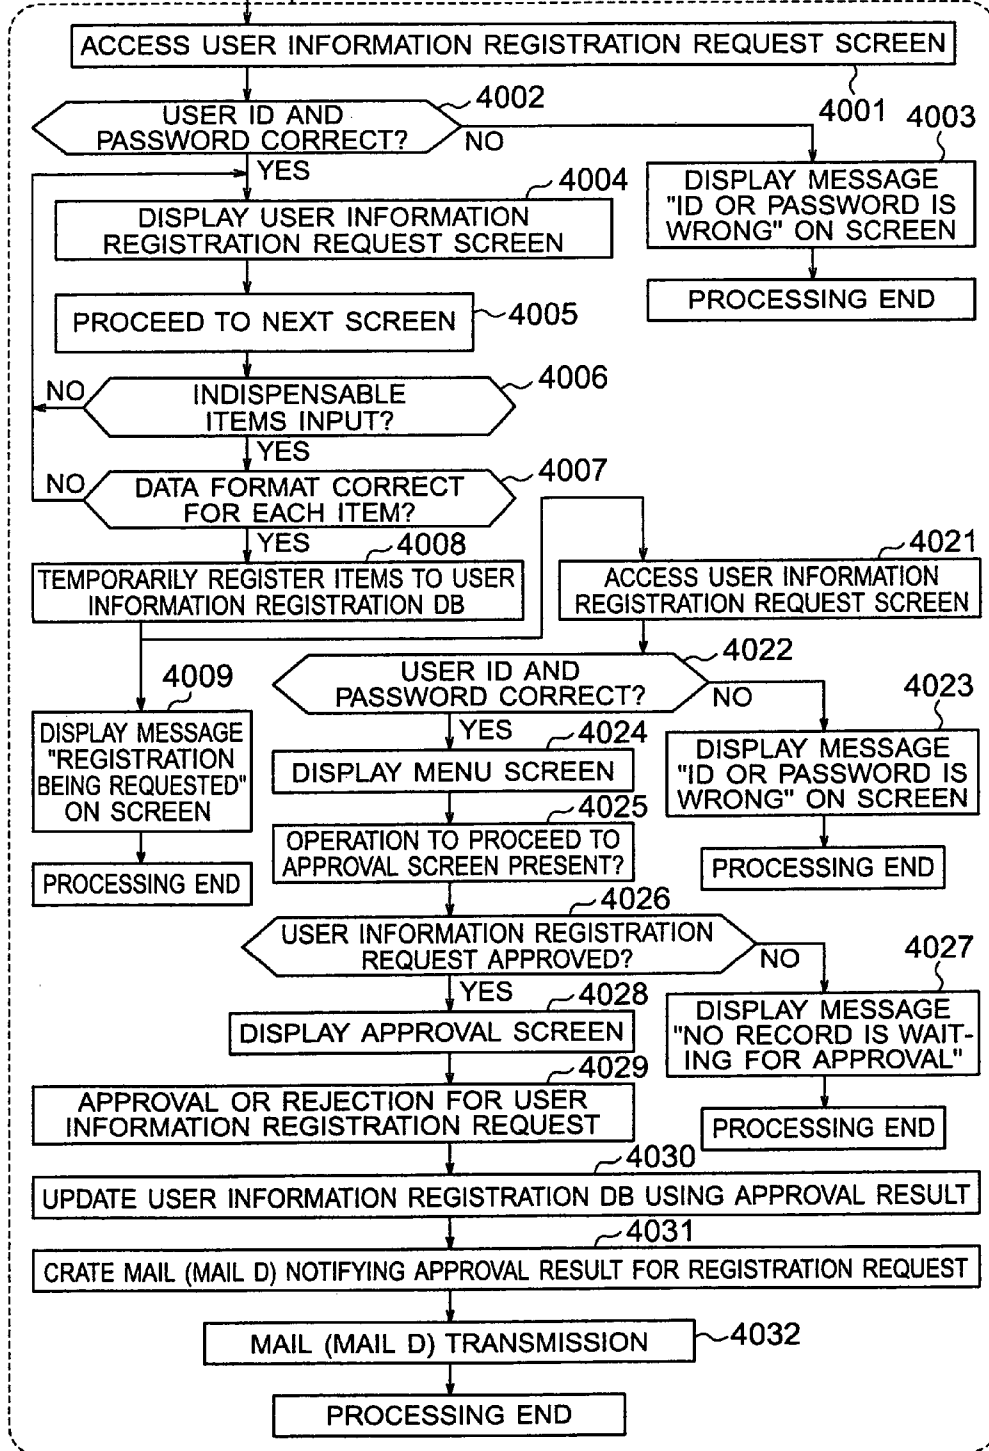 ACCESS USER INFORMATION REGISTRATION REQUEST SCREEN
4001
USER ID AND
PASSWORD CORRECT?
4002
NO
YES
4003
DISPLAY MESSAGE
"ID OR PASSWORD IS
WRONG" ON SCREEN
PROCESSING END
4004
DISPLAY USER INFORMATION
REGISTRATION REQUEST SCREEN
PROCEED TO NEXT SCREEN
4005
INDISPENSABLE
ITEMS INPUT?
4006
NO
YES
DATA FORMAT CORRECT
FOR EACH ITEM?
4007
NO
YES
4008
TEMPORARILY REGISTER ITEMS TO USER
INFORMATION REGISTRATION DB
4009
DISPLAY MESSAGE
"REGISTRATION
BEING REQUESTED"
ON SCREEN
PROCESSING END
4021
ACCESS USER INFORMATION
REGISTRATION REQUEST SCREEN
USER ID AND
PASSWORD CORRECT?
4022
NO
YES
4023
DISPLAY MESSAGE
"ID OR PASSWORD IS
WRONG" ON SCREEN
PROCESSING END
4024
DISPLAY MENU SCREEN
4025
OPERATION TO PROCEED TO
APPROVAL SCREEN PRESENT?
4026
USER INFORMATION REGISTRATION
REQUEST APPROVED?
NO
YES
4027
DISPLAY MESSAGE
"NO RECORD IS WAIT-
ING FOR APPROVAL"
PROCESSING END
4028
DISPLAY APPROVAL SCREEN
4029
APPROVAL OR REJECTION FOR USER
INFORMATION REGISTRATION REQUEST
4030
UPDATE USER INFORMATION REGISTRATION DB USING APPROVAL RESULT
4031
CRATE MAIL (MAIL D) NOTIFYING APPROVAL RESULT FOR REGISTRATION REQUEST
MAIL (MAIL D) TRANSMISSION
4032
PROCESSING END